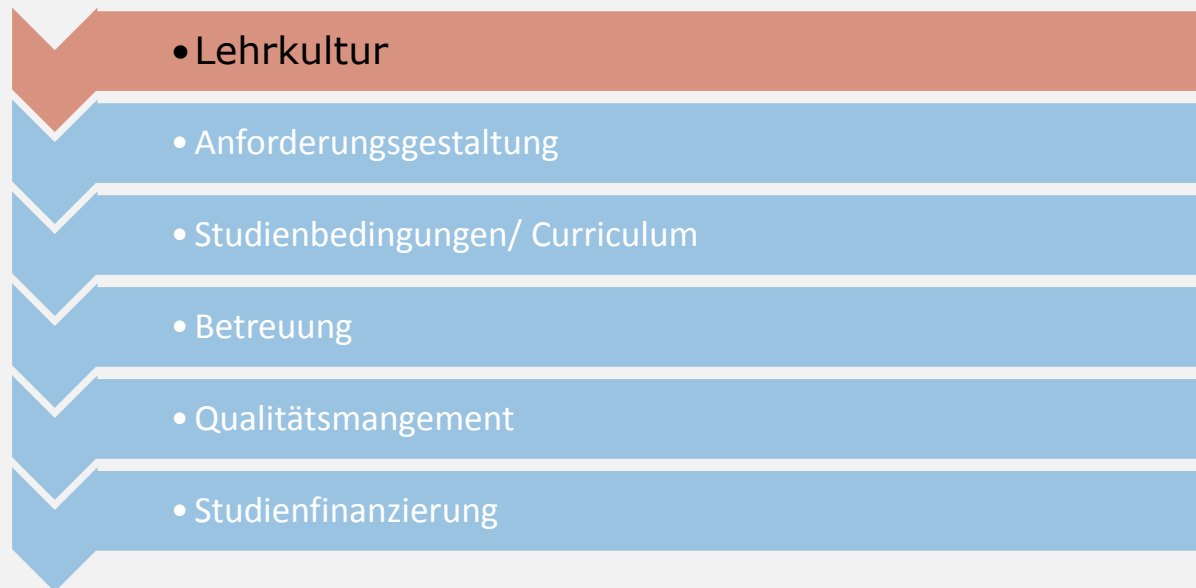 •Lehrkultur
•Anforderungsgestaltung
•Studienbedingungen/ Curriculum
•Betreuung
•Qualitätsmangement
•Studienfinanzierung